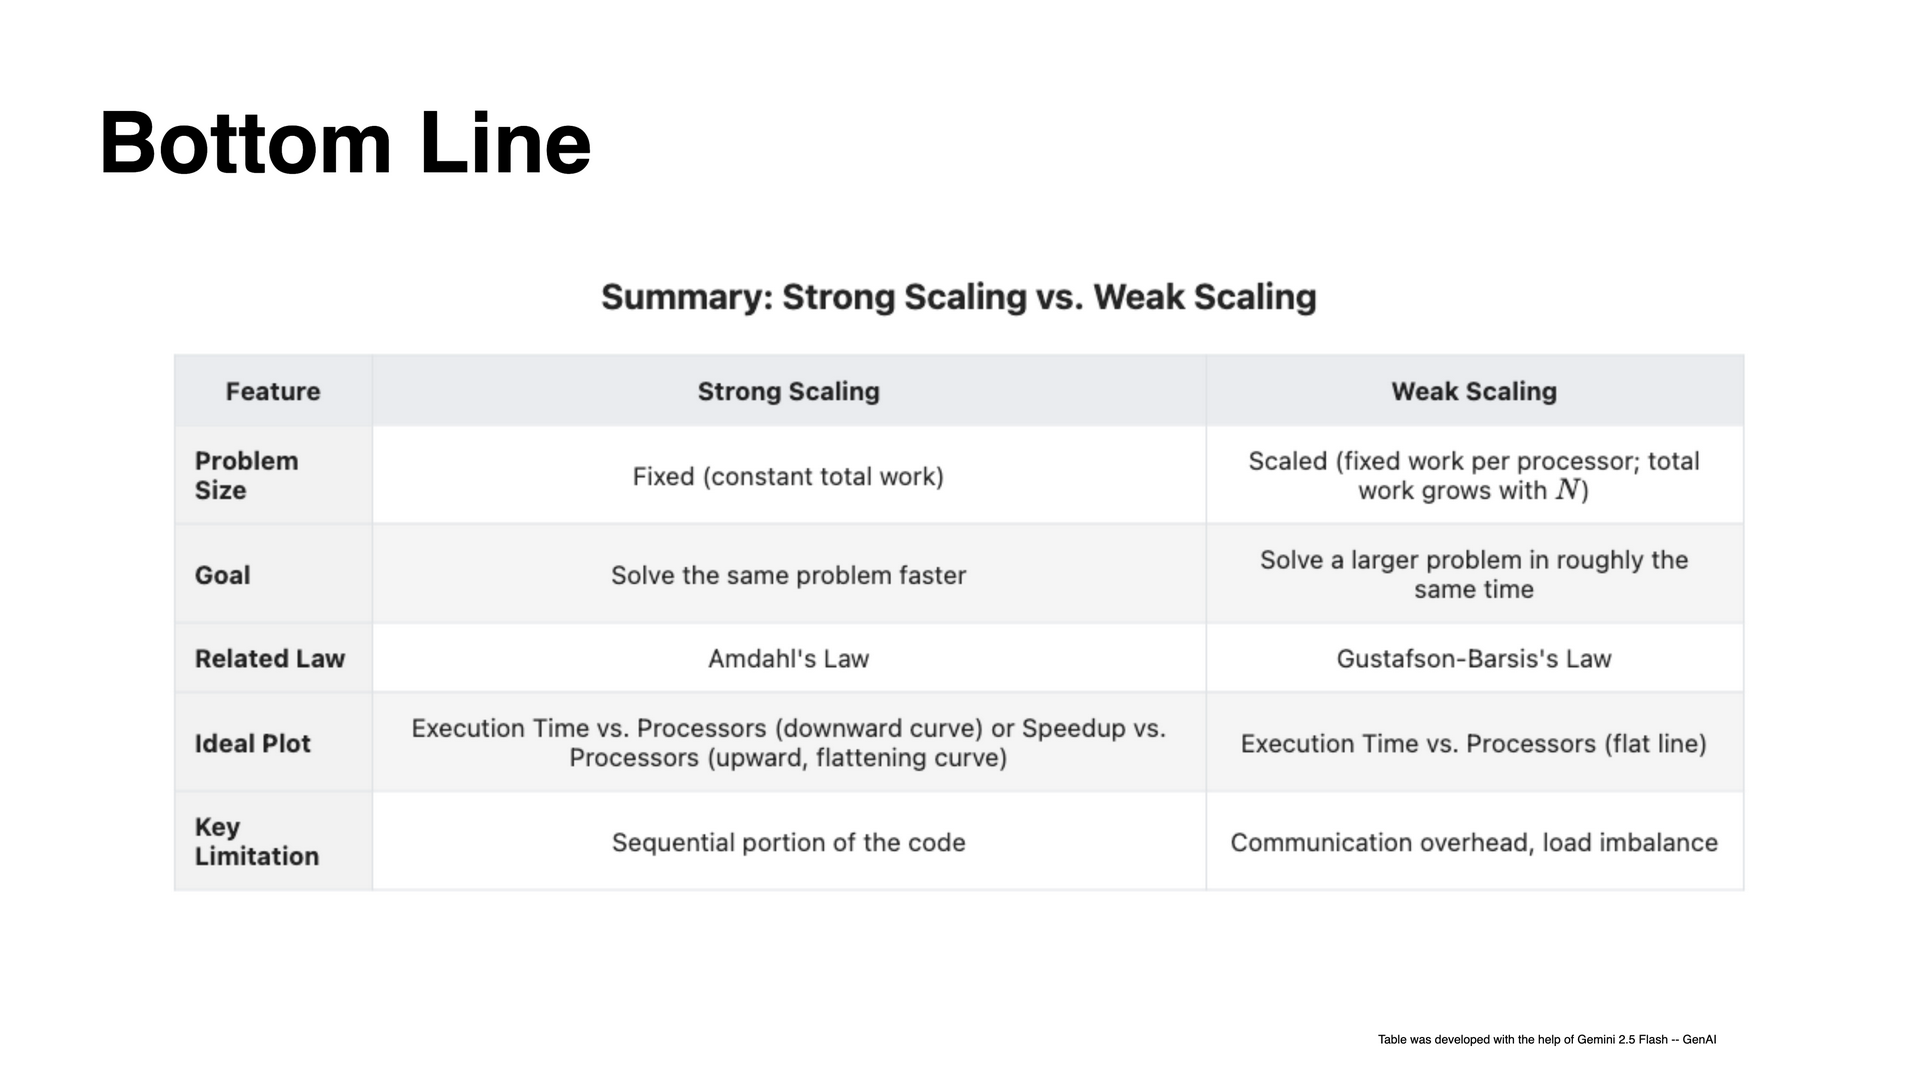 Bottom Line
Summary: Strong Scaling vs. Weak Scaling
Feature
Strong Scaling
Weak Scaling
Problem
Size
Fixed (constant total work)
Scaled (fixed work per processor; total
work grows with N)
Goal
Solve the same problem faster
Solve a larger problem in roughly the
same time
Related Law
Amdahl's Law
Gustafson-Barsis's Law
Ideal Plot
Execution Time vs. Processors (downward curve) or Speedup vs.
Processors (upward, flattening curve)
Execution Time vs. Processors (flat line)
Key
Limitation
Sequential portion of the code
Communication overhead, load imbalance
Table was developed with the help of Gemini 2.5 Flash -- GenAI